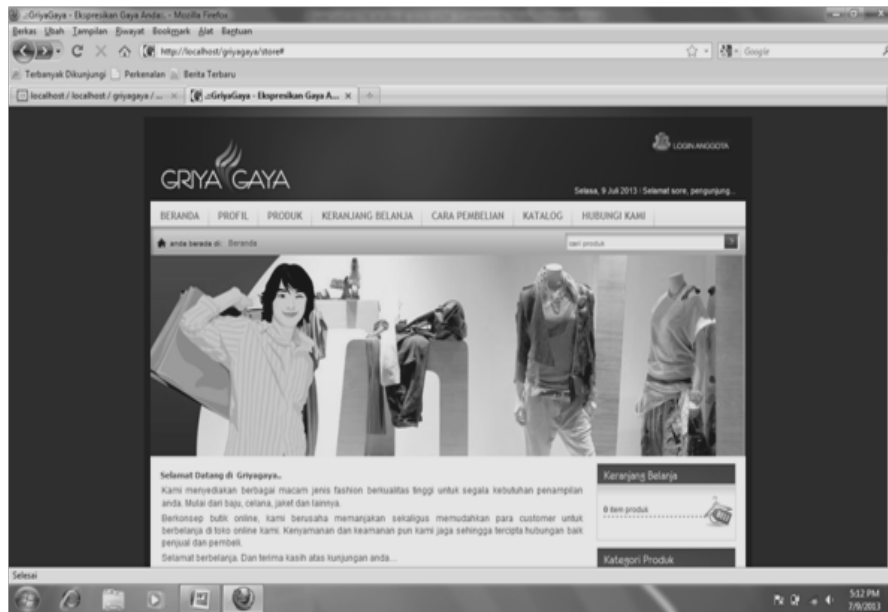 .:GriyaGaya - Ekspresikan Gaya Anda:. - Mozilla Firefox
Berkas Ubah Tampilan Riwayat Bookmark Alat Bantuan
http://localhost/griyagaya/store#
Google
Terbanyak Dikunjungi Perkenalan Berita Terbaru
localhost / localhost / griyagaya / ...
.:GriyaGaya - Ekspresikan Gaya A...
LOGIN ANGGOTA
GRIYA GAYA
Selasa, 9 Juli 2013 | Selamat sore, pengunjung...
BERANDA PROFIL PRODUK KERANJANG BELANJA CARA PEMBELIAN KATALOG HUBUNGI KAMI
anda berada di: Beranda
cari produk
Selamat Datang di Griyagaya..
Kami menyediakan berbagai macam jenis fashion berkualitas tinggi untuk segala kebutuhan penampilan
anda. Mulai dari baju, celana, jaket dan lainnya.
Berkonsep butik online, kami berusaha memanjakan sekaligus memudahkan para customer untuk
berbelanja di toko online kami. Kenyamanan dan keamanan pun kami jaga sehingga tercipta hubungan baik
penjual dan pembeli.
Selamat berbelanja. Dan terima kasih atas kunjungan anda...
Keranjang Belanja
0 item produk
Kategori Produk
Selesai
5:12 PM
7/9/2013